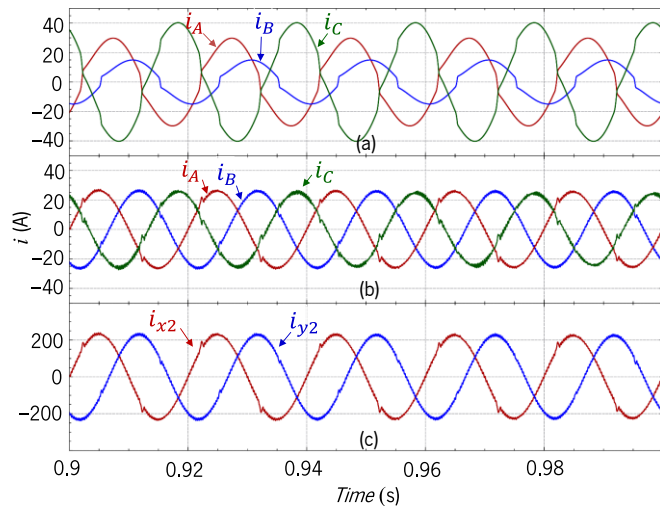 40
20
0
−20
−40
i_A
i_B
i_C
(a)
40
20
0
−20
−40
i (A)
i_A
i_B
i_C
(b)
200
0
−200
i_x2
i_y2
(c)
0.9 0.92 0.94 0.96 0.98
Time (s)